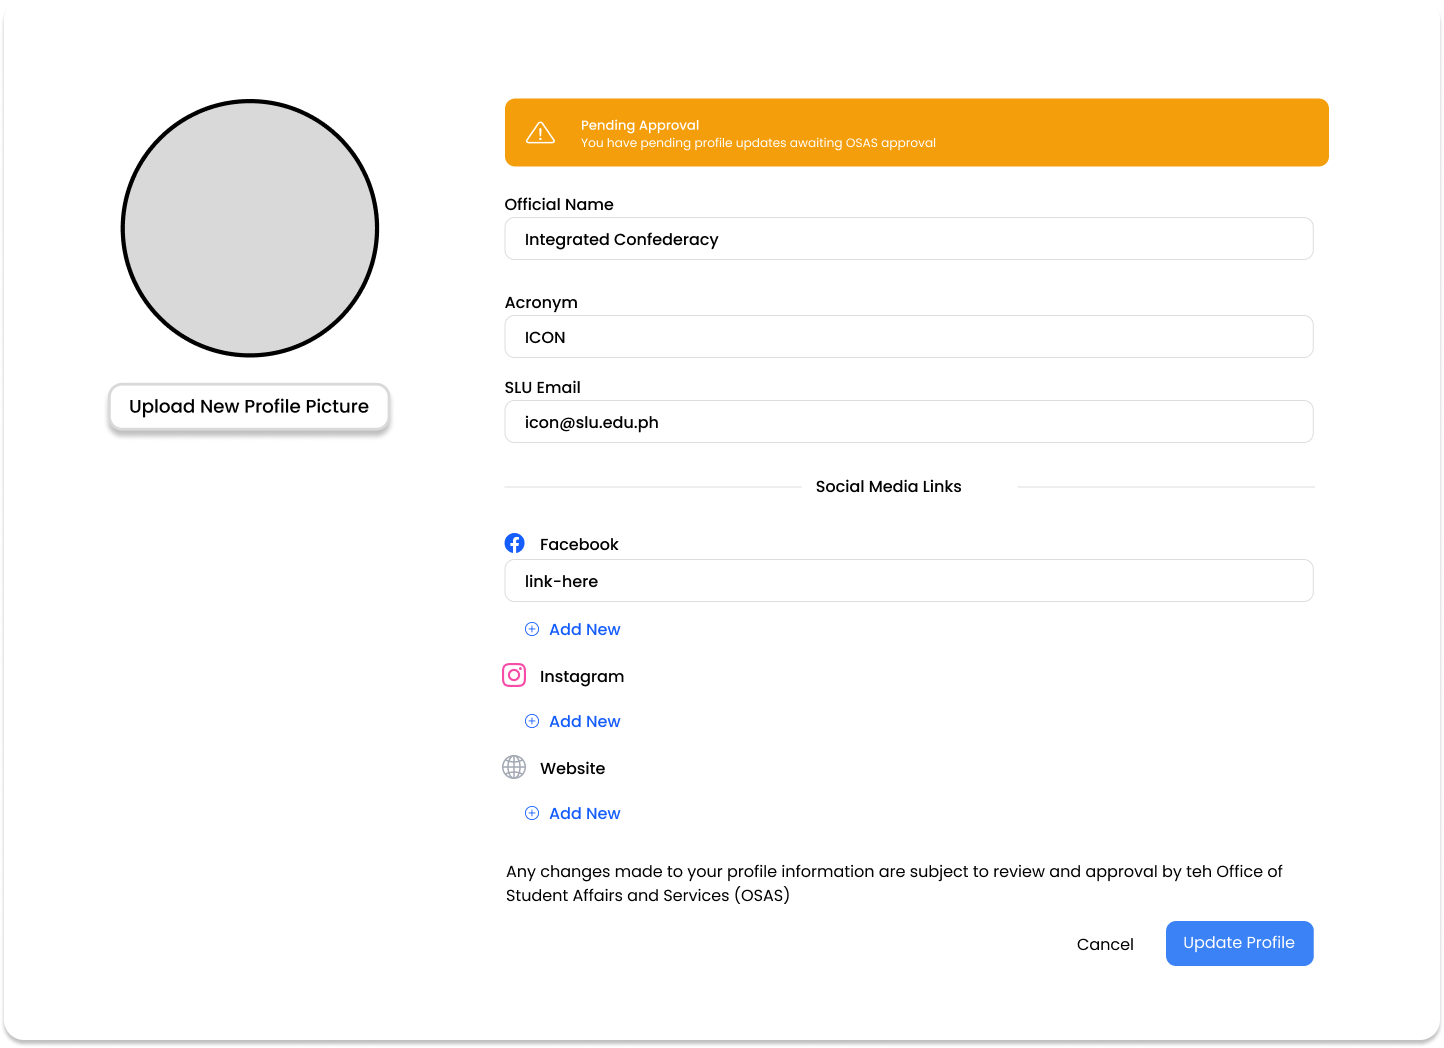 Pending Approval
You have pending profile updates awaiting OSAS approval
Upload New Profile Picture
Official Name
Integrated Confederacy
Acronym
ICON
SLU Email
icon@slu.edu.ph
Social Media Links
Facebook
link-here
Add New
Instagram
Add New
Website
Add New
Any changes made to your profile information are subject to review and approval by teh Office of
Student Affairs and Services (OSAS)
Cancel
Update Profile